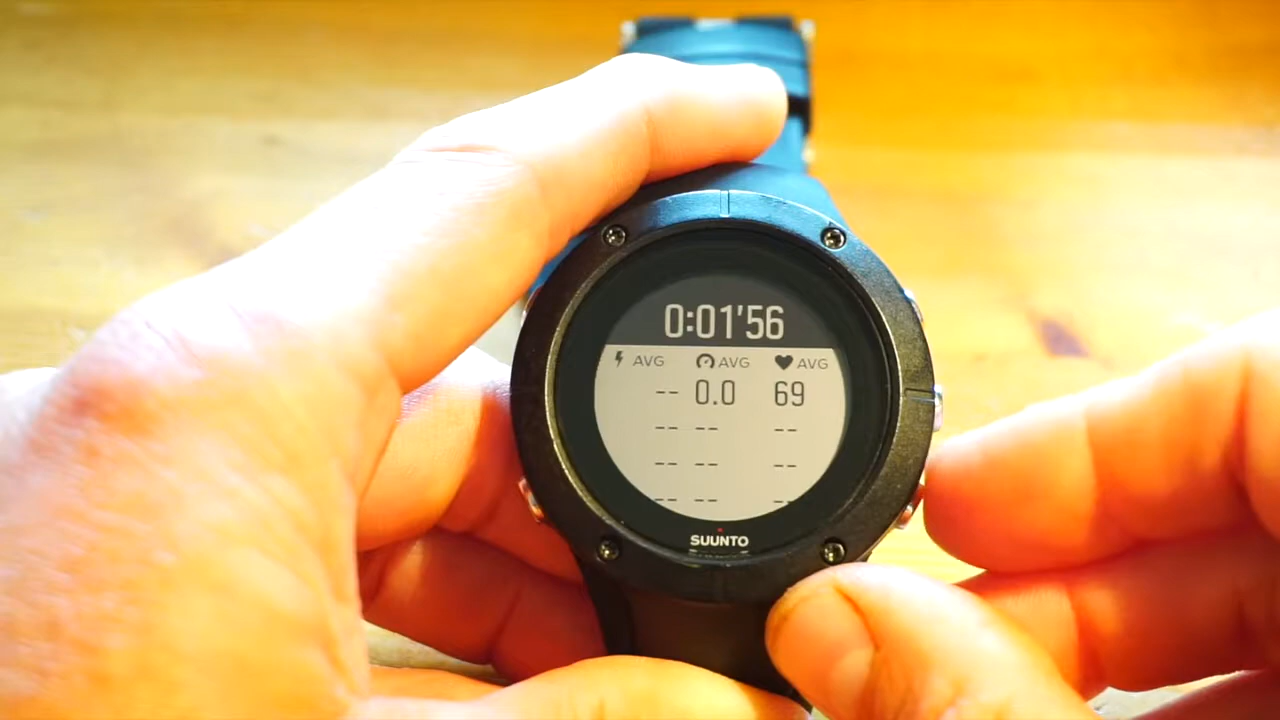 0:01'56
AVG AVG AVG
-- 0.0 69
-- -- --
-- -- --
-- -- --
SUUNTO